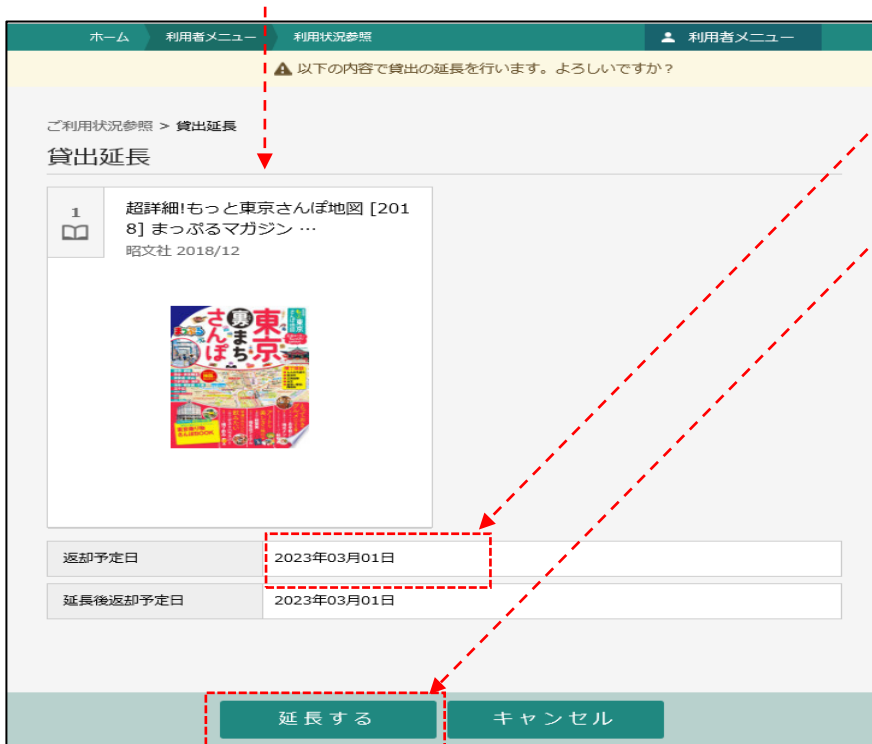 ホーム 利用者メニュー 利用状況参照 利用者メニュー
以下の内容で貸出の延長を行います。よろしいですか？
ご利用状況参照 > 貸出延長
貸出延長
1
超詳細!もっと東京さんぽ地図 [201
8] まっぷるマガジン …
昭文社 2018/12
東京
裏まち
さんぽ
返却予定日 2023年03月01日
延長後返却予定日 2023年03月01日
延長する キャンセル